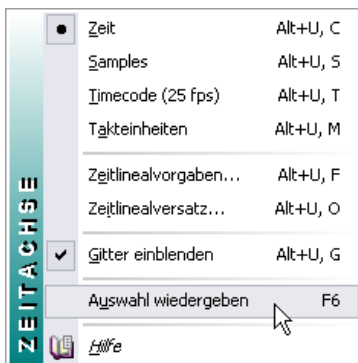 Zeit Alt+U, C
Samples Alt+U, S
Timecode (25 fps) Alt+U, T
Takteinheiten Alt+U, M
Zeitlinealvorgaben... Alt+U, F
Zeitlinealversatz... Alt+U, O
Gitter einblenden Alt+U, G
Auswahl wiedergeben F6
Hilfe
ZEITACHSE